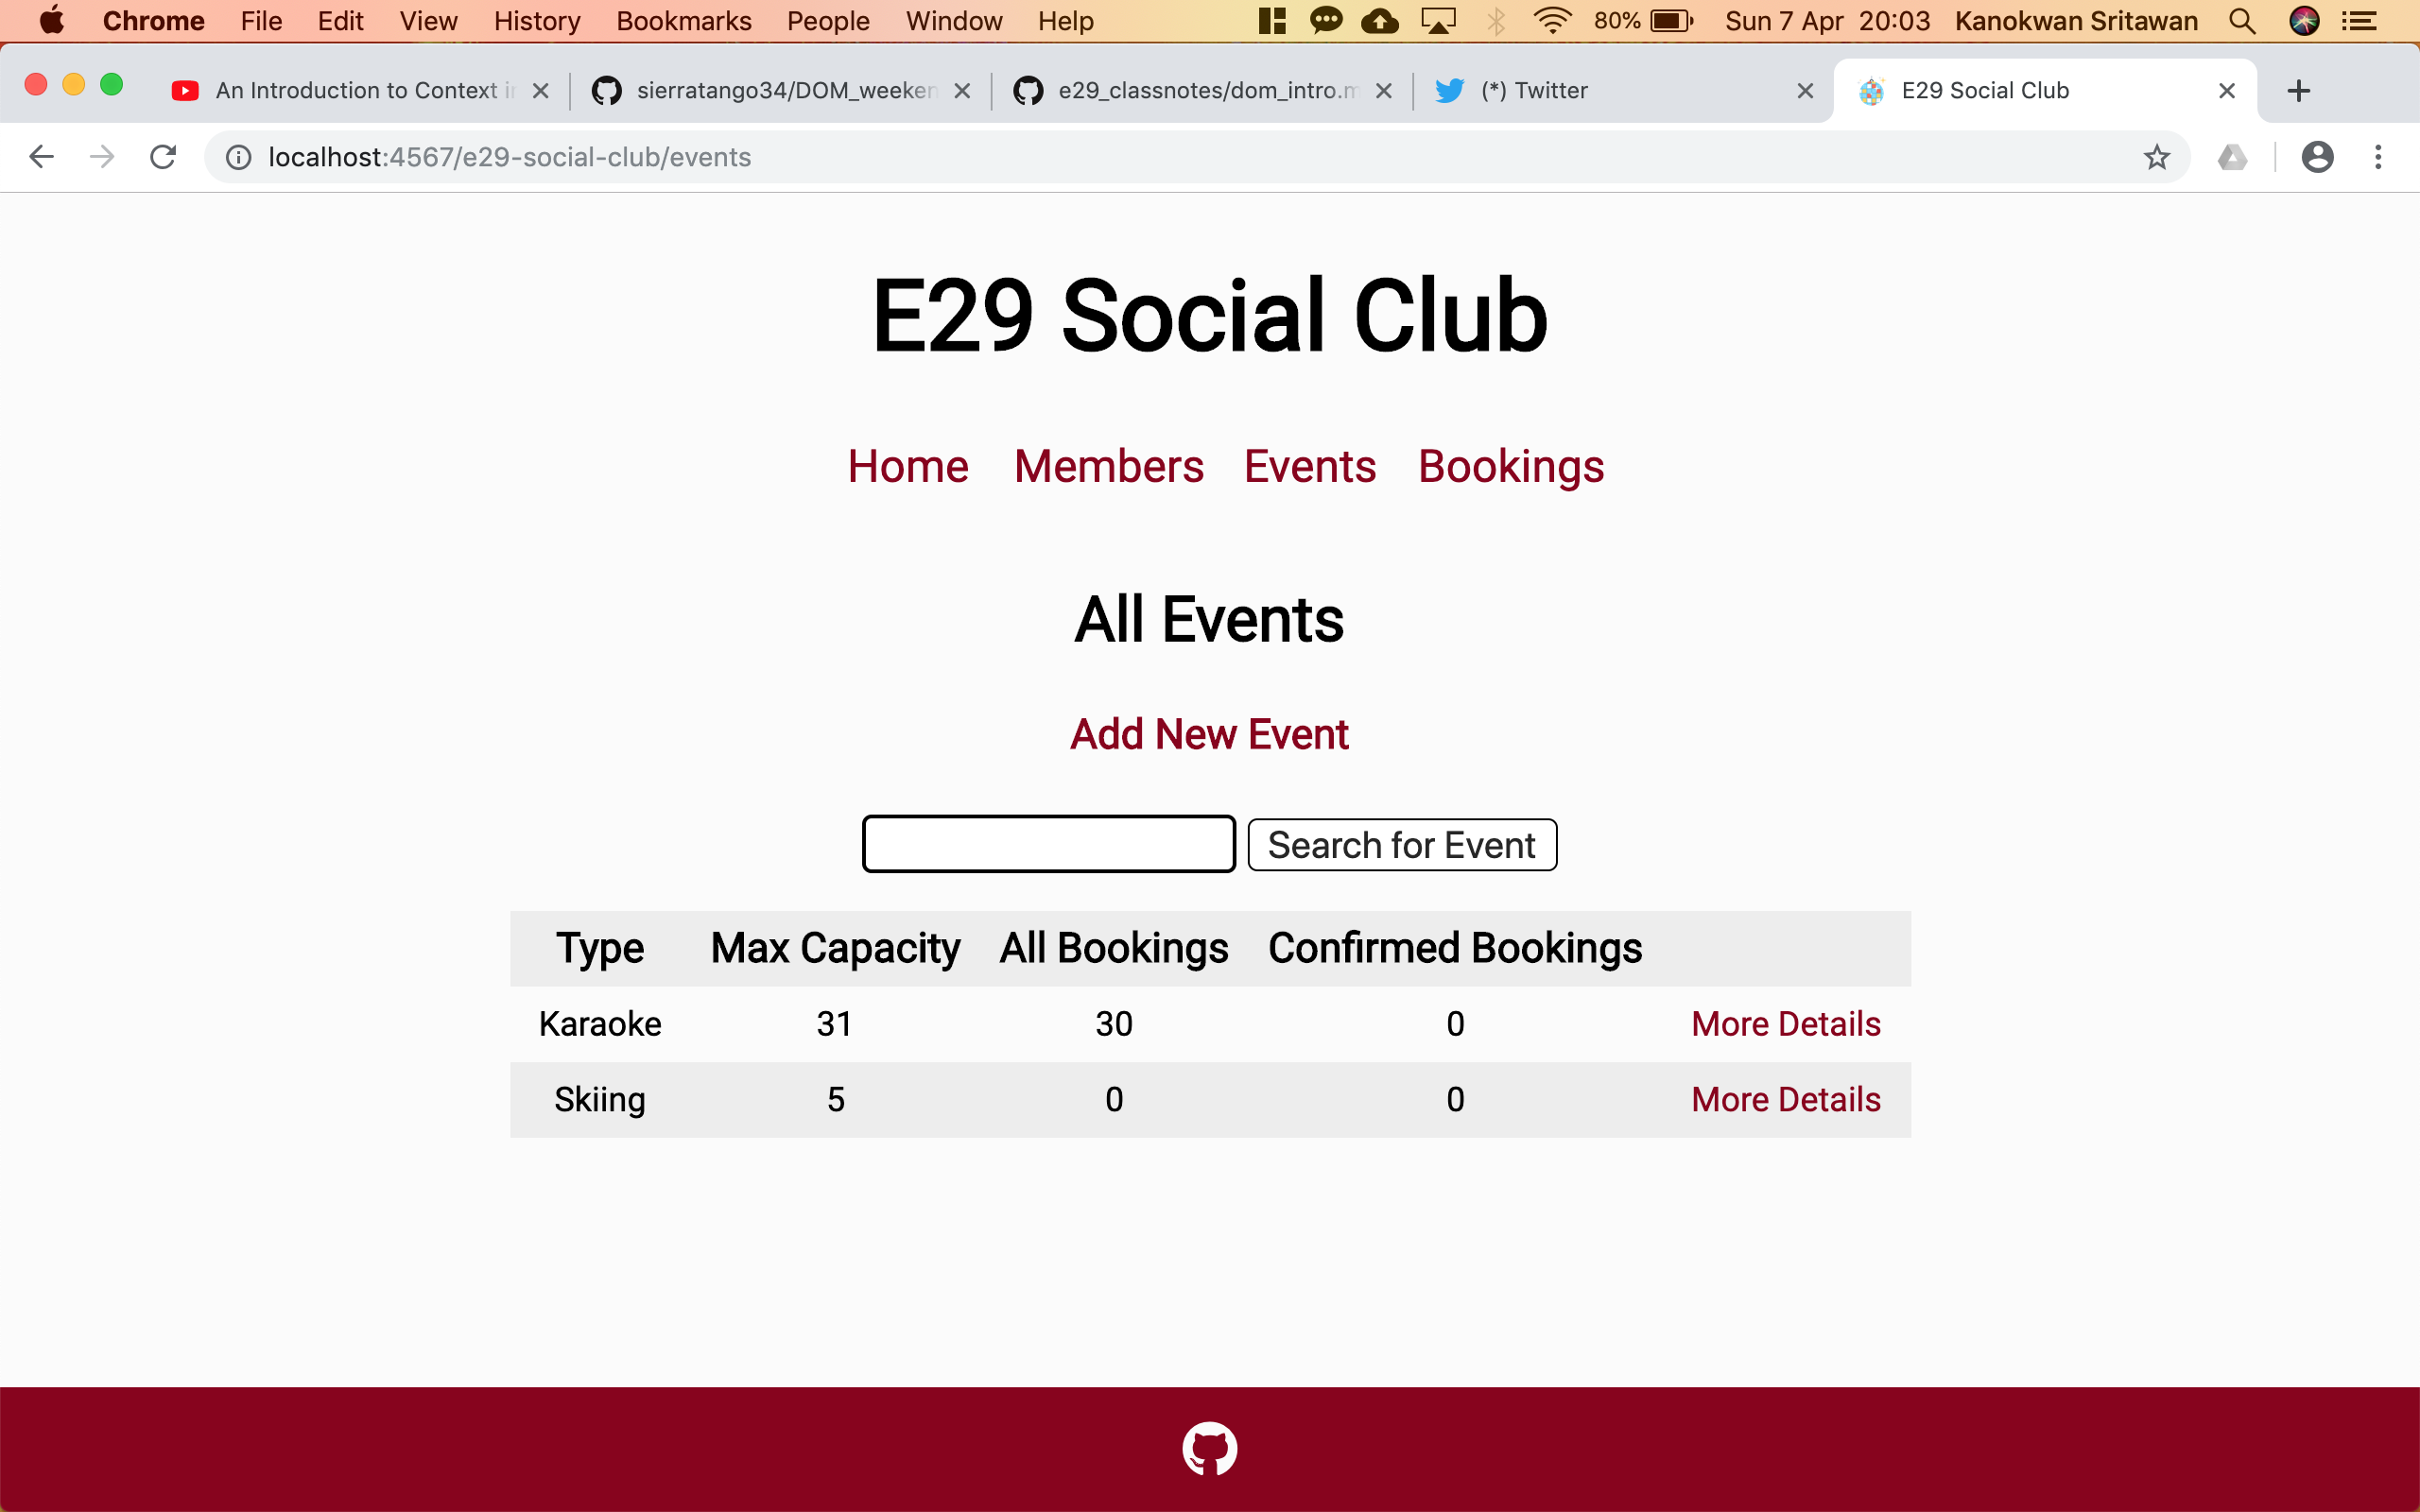 Chrome File Edit View History Bookmarks People Window Help 80% Sun 7 Apr 20:03 Kanokwan Sritawan
An Introduction to Context i sierratango34/DOM_weeken e29_classnotes/dom_intro.m (*) Twitter E29 Social Club
localhost:4567/e29-social-club/events
E29 Social Club
Home Members Events Bookings
All Events
Add New Event
Search for Event
Type Max Capacity All Bookings Confirmed Bookings
Karaoke 31 30 0 More Details
Skiing 5 0 0 More Details